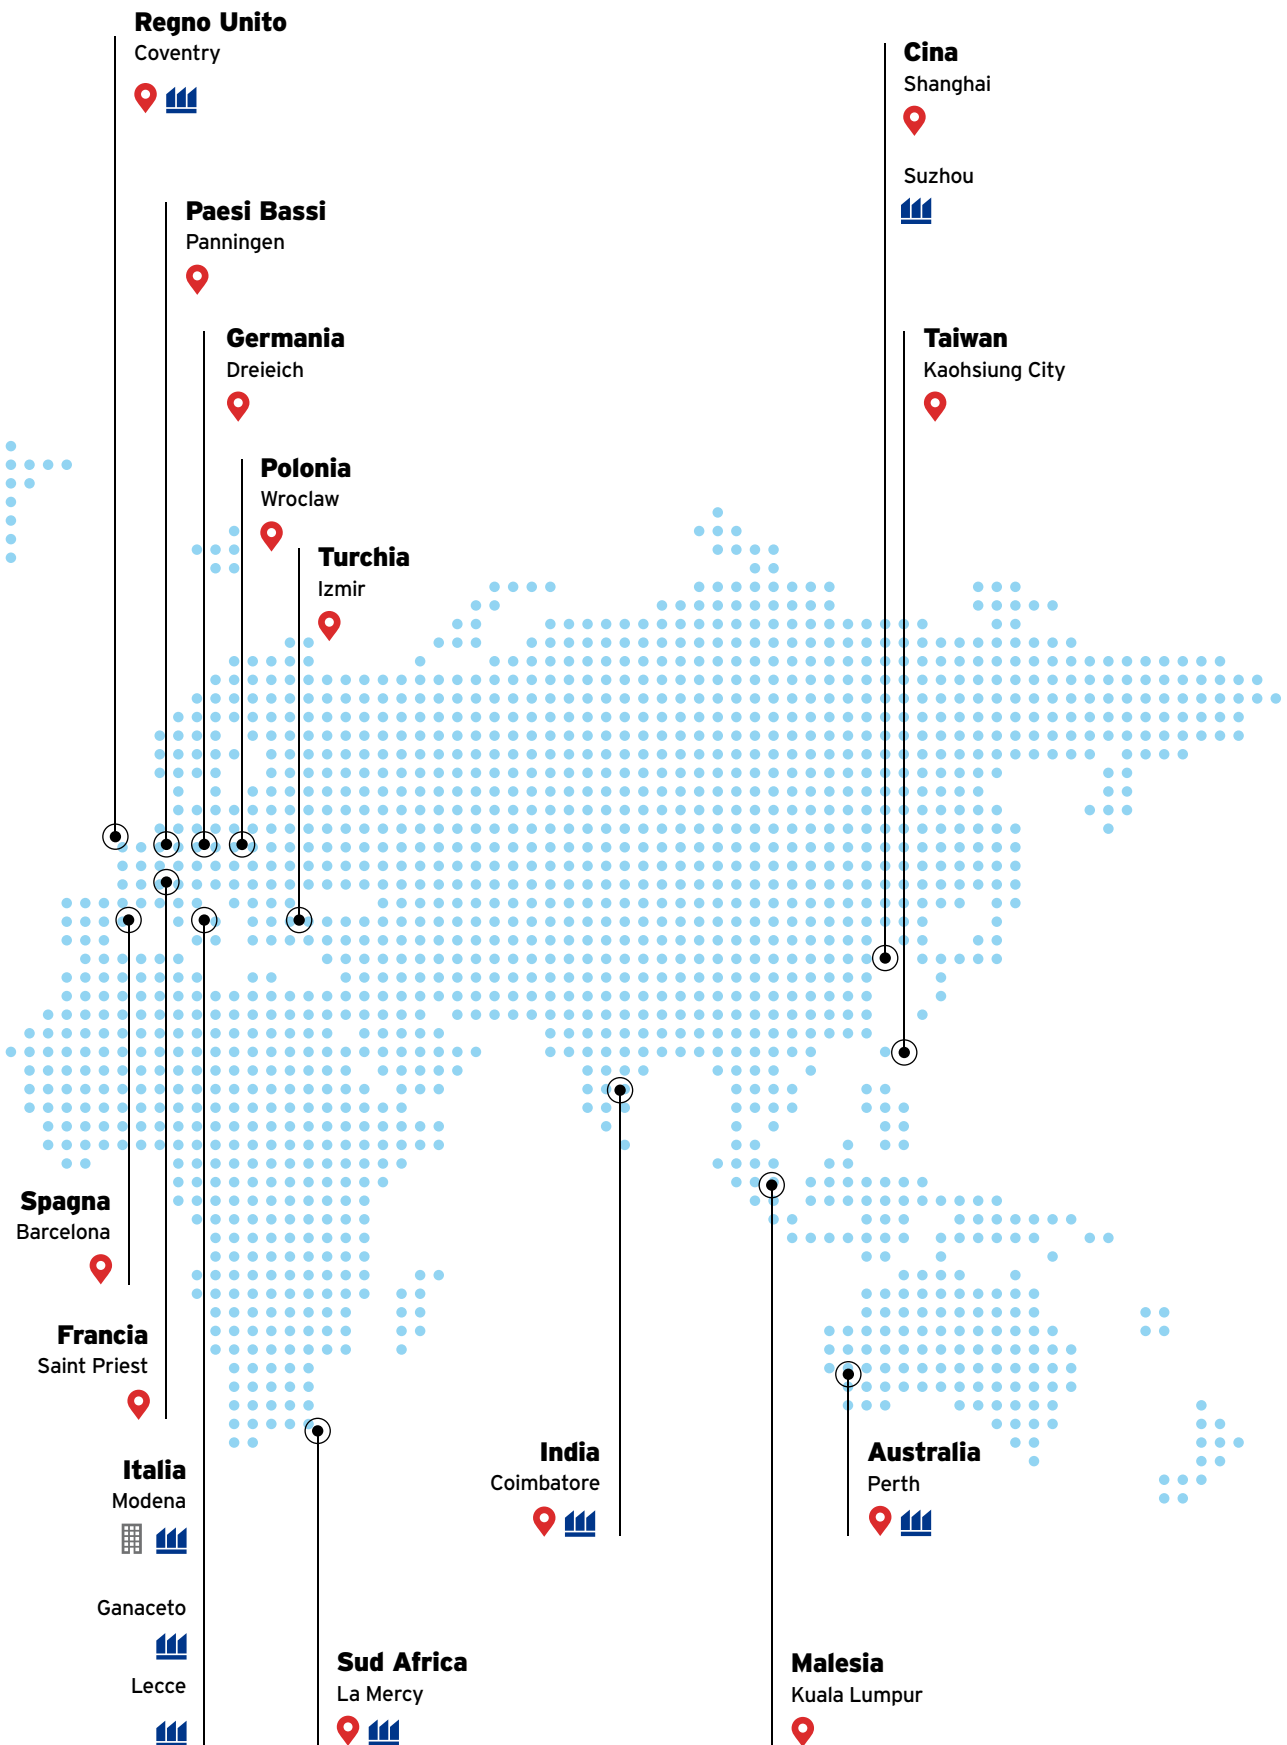 Regno Unito
Coventry
Cina
Shanghai
Suzhou
Paesi Bassi
Panningen
Germania
Dreieich
Taiwan
Kaohsiung City
Polonia
Wroclaw
Turchia
Izmir
Spagna
Barcelona
Francia
Saint Priest
Italia
Modena
Ganaceto
Lecce
India
Coimbatore
Australia
Perth
Sud Africa
La Mercy
Malesia
Kuala Lumpur